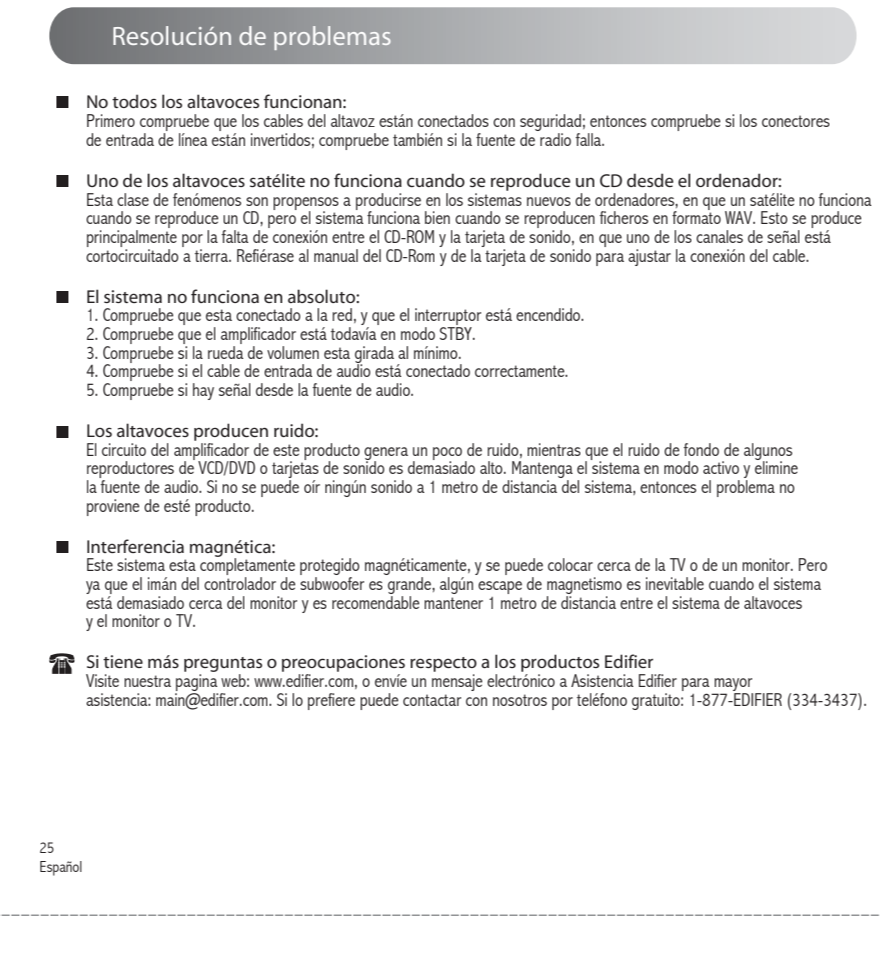 Resolución de problemas
No todos los altavoces funcionan:
Primero compruebe que los cables del altavoz están conectados con seguridad; entonces compruebe si los conectores
de entrada de línea están invertidos; compruebe también si la fuente de radio falla.
Uno de los altavoces satélite no funciona cuando se reproduce un CD desde el ordenador:
Esta clase de fenómenos son propensos a producirse en los sistemas nuevos de ordenadores, en que un satélite no funciona
cuando se reproduce un CD, pero el sistema funciona bien cuando se reproducen ficheros en formato WAV. Esto se produce
principalmente por la falta de conexión entre el CD-ROM y la tarjeta de sonido, en que uno de los canales de señal está
cortocircuitado a tierra. Refiérase al manual del CD-Rom y de la tarjeta de sonido para ajustar la conexión del cable.
El sistema no funciona en absoluto:
1. Compruebe que esta conectado a la red, y que el interruptor está encendido.
2. Compruebe que el amplificador está todavía en modo STBY.
3. Compruebe si la rueda de volumen esta girada al mínimo.
4. Compruebe si el cable de entrada de audio está conectado correctamente.
5. Compruebe si hay señal desde la fuente de audio.
Los altavoces producen ruido:
El circuito del amplificador de este producto genera un poco de ruido, mientras que el ruido de fondo de algunos
reproductores de VCD/DVD o tarjetas de sonido es demasiado alto. Mantenga el sistema en modo activo y elimine
la fuente de audio. Si no se puede oír ningún sonido a 1 metro de distancia del sistema, entonces el problema no
proviene de esté producto.
Interferencia magnética:
Este sistema esta completamente protegido magnéticamente, y se puede colocar cerca de la TV o de un monitor. Pero
ya que el imán del controlador de subwoofer es grande, algún escape de magnetismo es inevitable cuando el sistema
está demasiado cerca del monitor y es recomendable mantener 1 metro de distancia entre el sistema de altavoces
y el monitor o TV.
Si tiene más preguntas o preocupaciones respecto a los productos Edifier
Visite nuestra pagina web: www.edifier.com, o envíe un mensaje electrónico a Asistencia Edifier para mayor
asistencia: main@edifier.com. Si lo prefiere puede contactar con nosotros por teléfono gratuito: 1-877-EDIFIER (334-3437).
25
Español